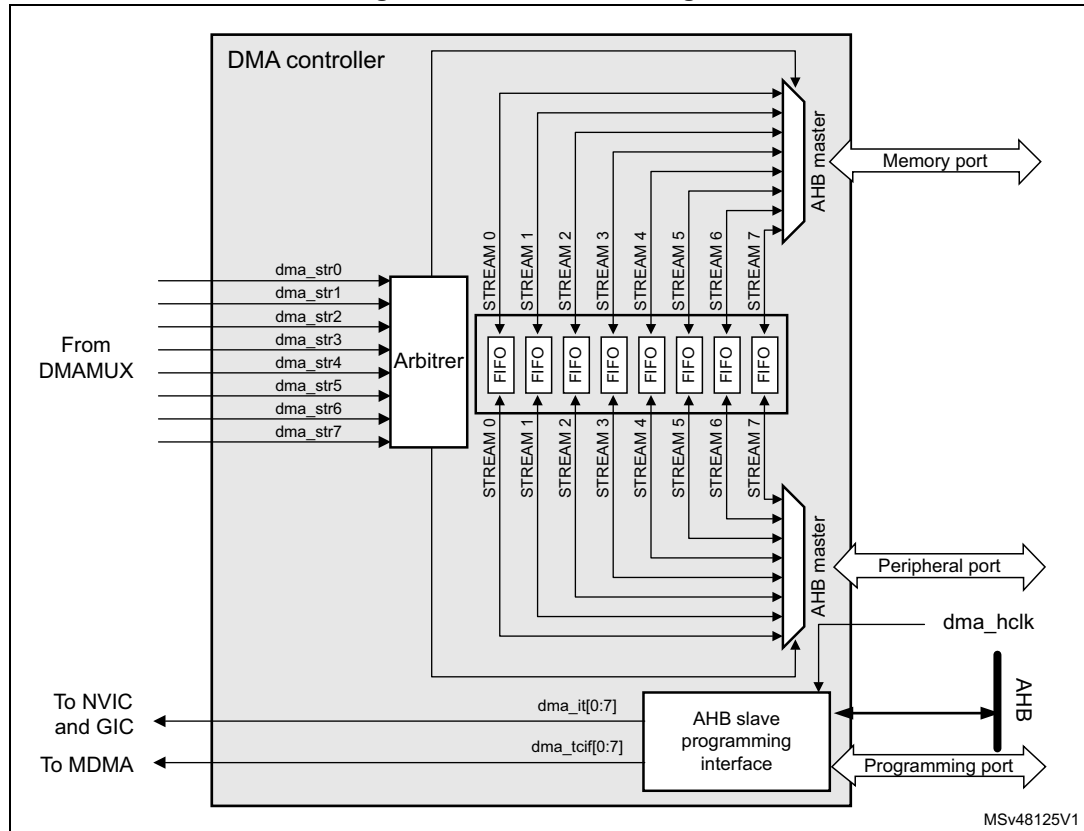 DMA controller
AHB master
Memory port
STREAM 0
STREAM 1
STREAM 2
STREAM 3
STREAM 4
STREAM 5
STREAM 6
STREAM 7
dma_str0
dma_str1
dma_str2
dma_str3
dma_str4
dma_str5
dma_str6
dma_str7
From
DMAMUX
Arbitrer
FIFO
FIFO
FIFO
FIFO
FIFO
FIFO
FIFO
FIFO
STREAM 0
STREAM 1
STREAM 2
STREAM 3
STREAM 4
STREAM 5
STREAM 6
STREAM 7
AHB master
Peripheral port
dma_hclk
To NVIC
and GIC
dma_it[0:7]
To MDMA
dma_tcif[0:7]
AHB slave
programming
interface
AHB
Programming port
MSv48125V1